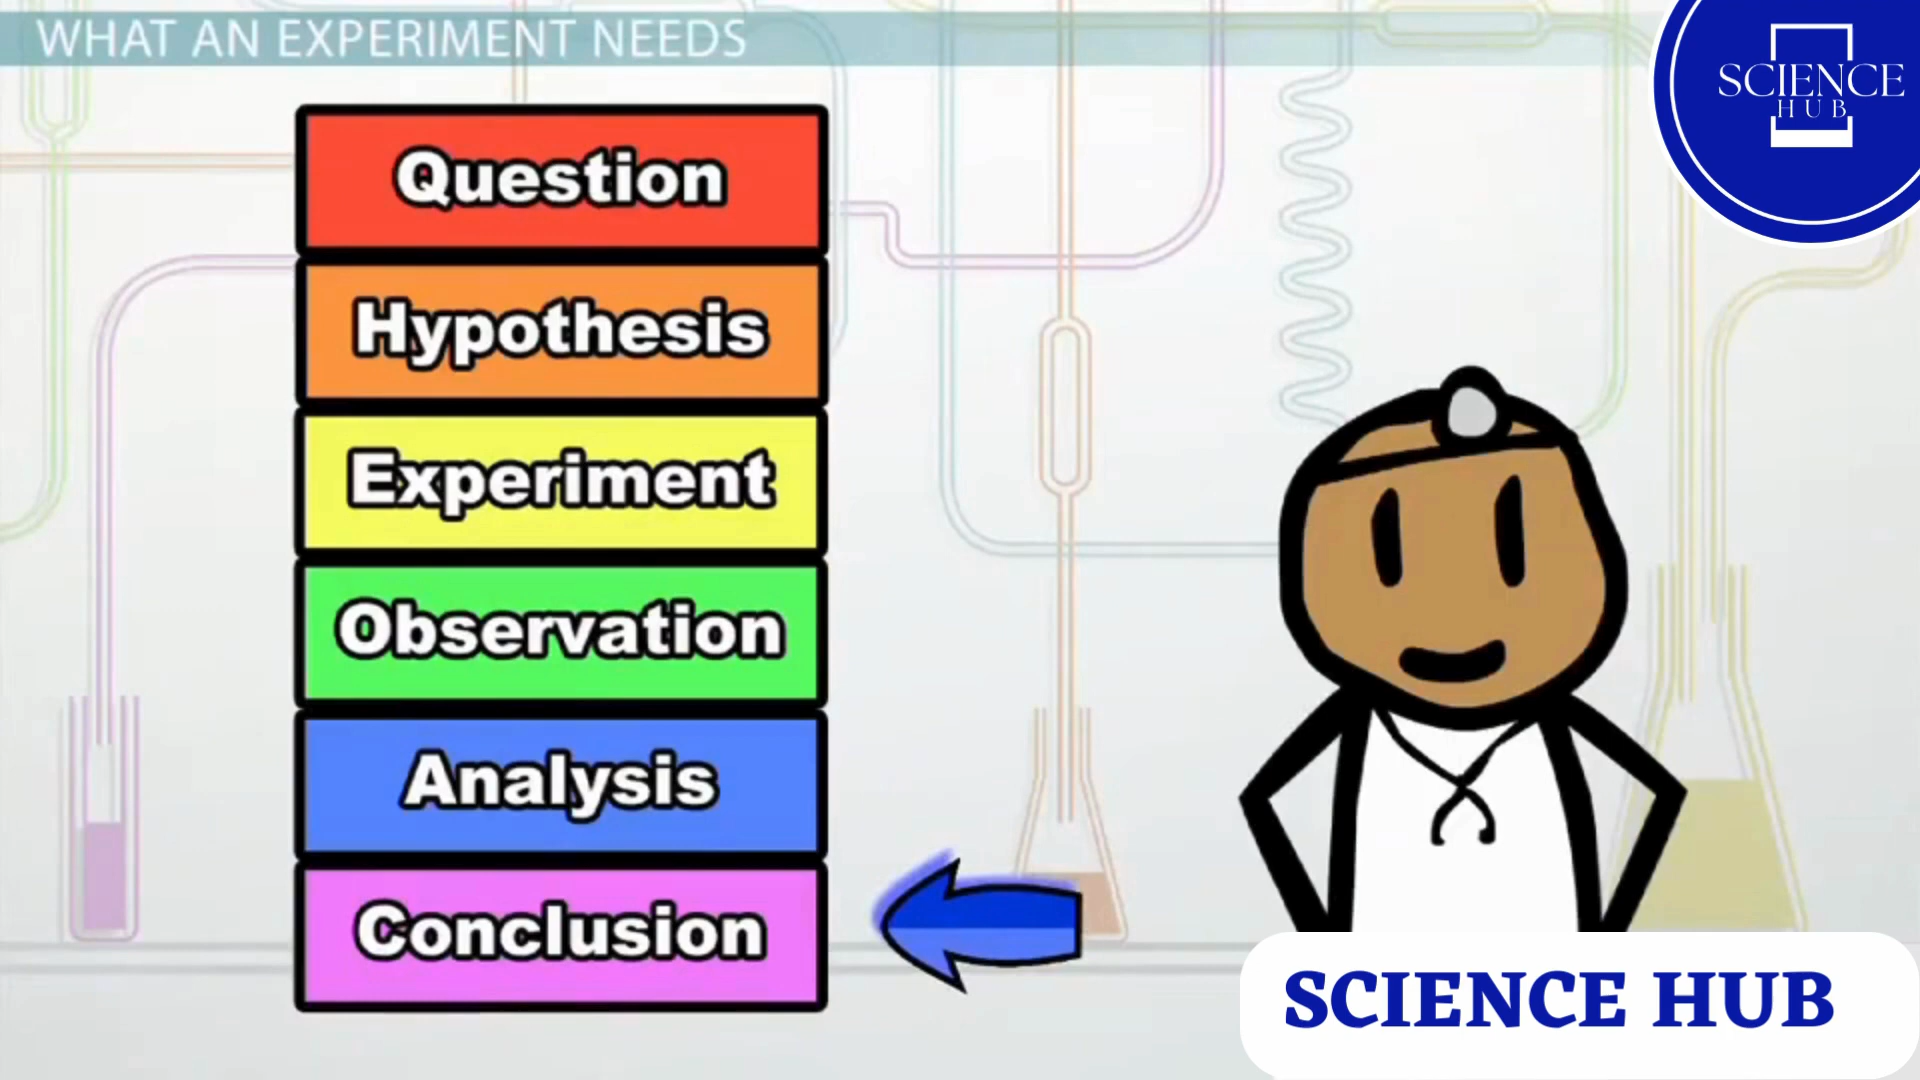 WHAT AN EXPERIMENT NEEDS
SCIENCE
HUB
Question
Hypothesis
Experiment
Observation
Analysis
Conclusion
SCIENCE HUB